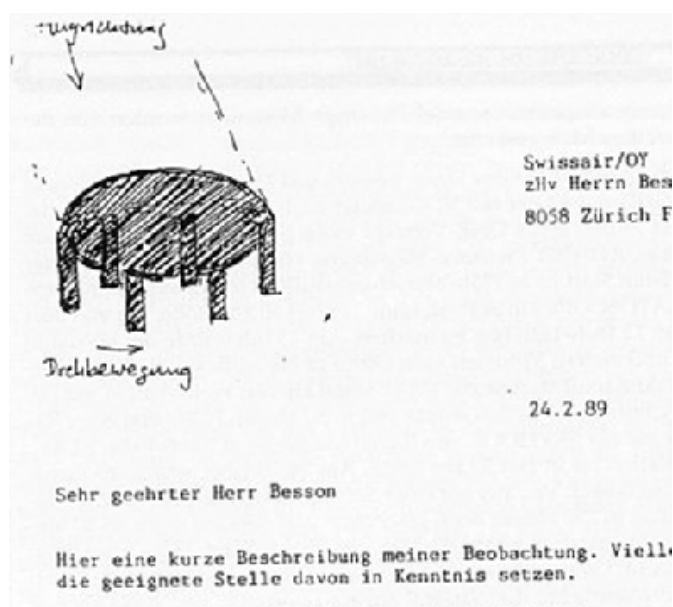 Swissair/OY
zHv Herrn Bes
8058 Zürich F
Drehbewegung
24.2.89
Sehr geehrter Herr Besson
Hier eine kurze Beschreibung meiner Beobachtung. Vielle
die geeignete Stelle davon in Kenntnis setzen.